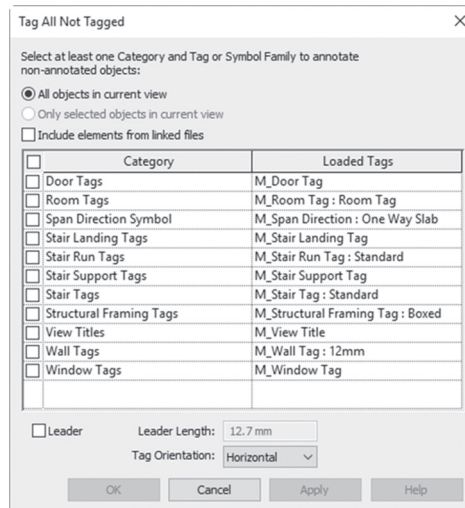 Tag All Not Tagged
Select at least one Category and Tag or Symbol Family to annotate
non-annotated objects:
All objects in current view
Only selected objects in current view
Include elements from linked files
Category Loaded Tags
Door Tags M_Door Tag
Room Tags M_Room Tag : Room Tag
Span Direction Symbol M_Span Direction : One Way Slab
Stair Landing Tags M_Stair Landing Tag
Stair Run Tags M_Stair Run Tag : Standard
Stair Support Tags M_Stair Support Tag
Stair Tags M_Stair Tag : Standard
Structural Framing Tags M_Structural Framing Tag : Boxed
View Titles M_View Title
Wall Tags M_Wall Tag : 12mm
Window Tags M_Window Tag
Leader Leader Length: 12.7 mm
Tag Orientation: Horizontal
OK Cancel Apply Help